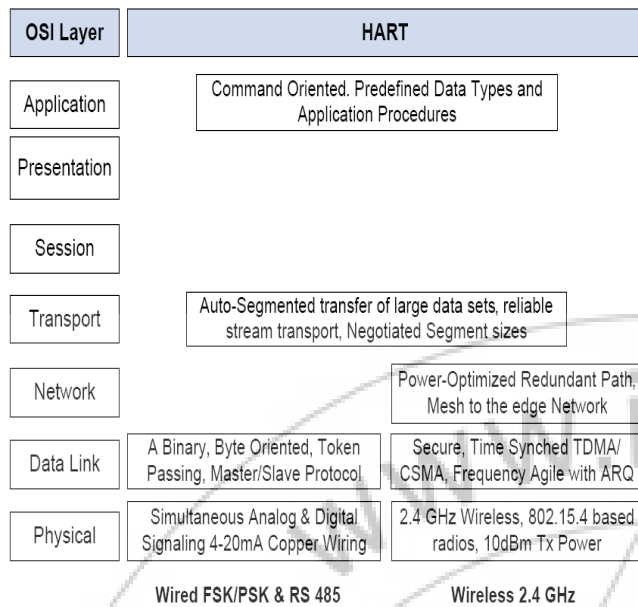 OSI Layer
HART
Application
Command Oriented. Predefined Data Types and
Application Procedures
Presentation
Session
Transport
Auto-Segmented transfer of large data sets, reliable
stream transport, Negotiated Segment sizes
Network
Power-Optimized Redundant Path,
Mesh to the edge Network
Data Link
A Binary, Byte Oriented, Token
Passing, Master/Slave Protocol
Secure, Time Synched TDMA/
CSMA, Frequency Agile with ARQ
Physical
Simultaneous Analog & Digital
Signaling 4-20mA Copper Wiring
2.4 GHz Wireless, 802.15.4 based
radios, 10dBm Tx Power
Wired FSK/PSK & RS 485
Wireless 2.4 GHz
www.